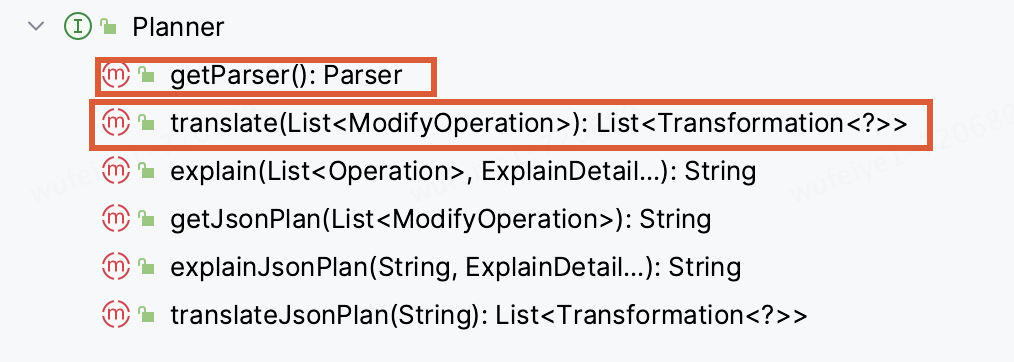 Planner
getParser(): Parser
translate(List<ModifyOperation>): List<Transformation<?>>
explain(List<Operation>, ExplainDetail...): String
getJsonPlan(List<ModifyOperation>): String
explainJsonPlan(String, ExplainDetail...): String
translateJsonPlan(String): List<Transformation<?>>